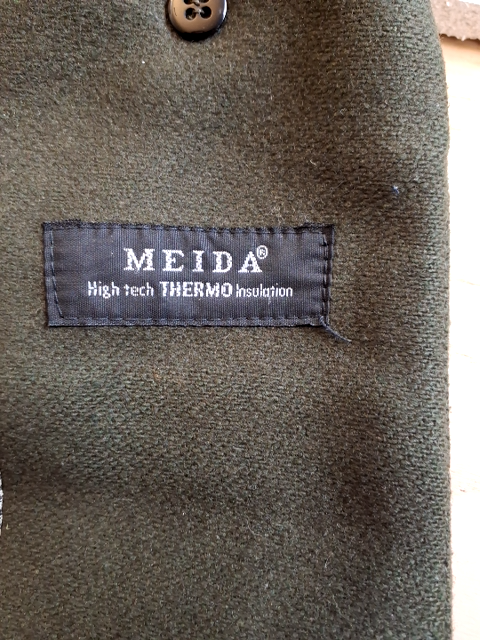 MEIDA®
High tech THERMO Insulation